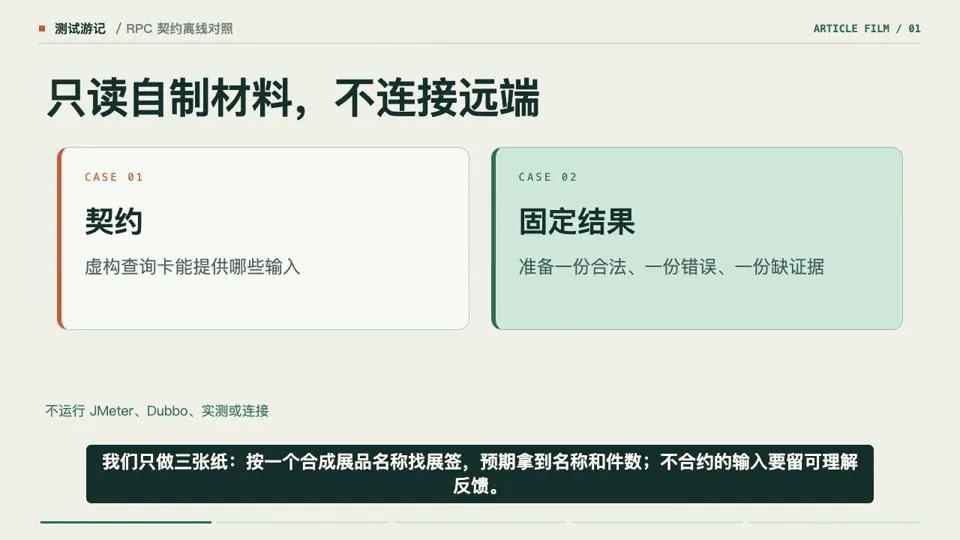 测试游记 / RPC 契约离线对照
ARTICLE FILM / 01
只读自制材料，不连接远端
CASE 01
契约
虚构查询卡能提供哪些输入
CASE 02
固定结果
准备一份合法、一份错误、一份缺证据
不运行 JMeter、Dubbo、实测或连接
我们只做三张纸：按一个合成展品名称找展签，预期拿到名称和件数；不合约的输入要留可理解
反馈。